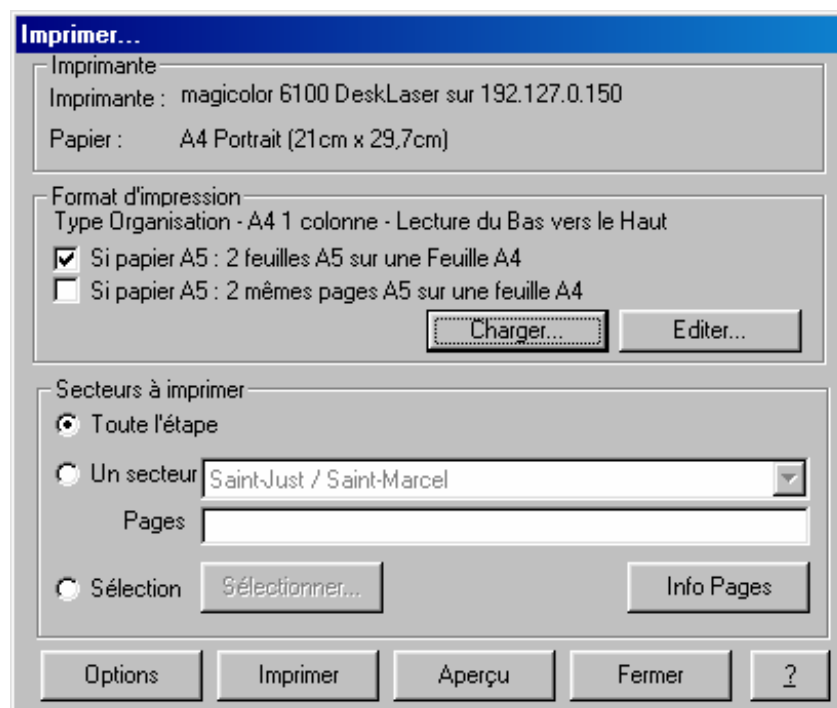 Imprimer...
Imprimante
Imprimante : magicolor 6100 DeskLaser sur 192.127.0.150
Papier : A4 Portrait (21cm x 29,7cm)
Format d'impression
Type Organisation - A4 1 colonne - Lecture du Bas vers le Haut
Si papier A5 : 2 feuilles A5 sur une Feuille A4
Si papier A5 : 2 mêmes pages A5 sur une feuille A4
Charger... Editer...
Secteurs à imprimer
Toute l'étape
Un secteur Saint-Just / Saint-Marcel
Pages
Sélection Sélectionner... Info Pages
Options Imprimer Aperçu Fermer ?